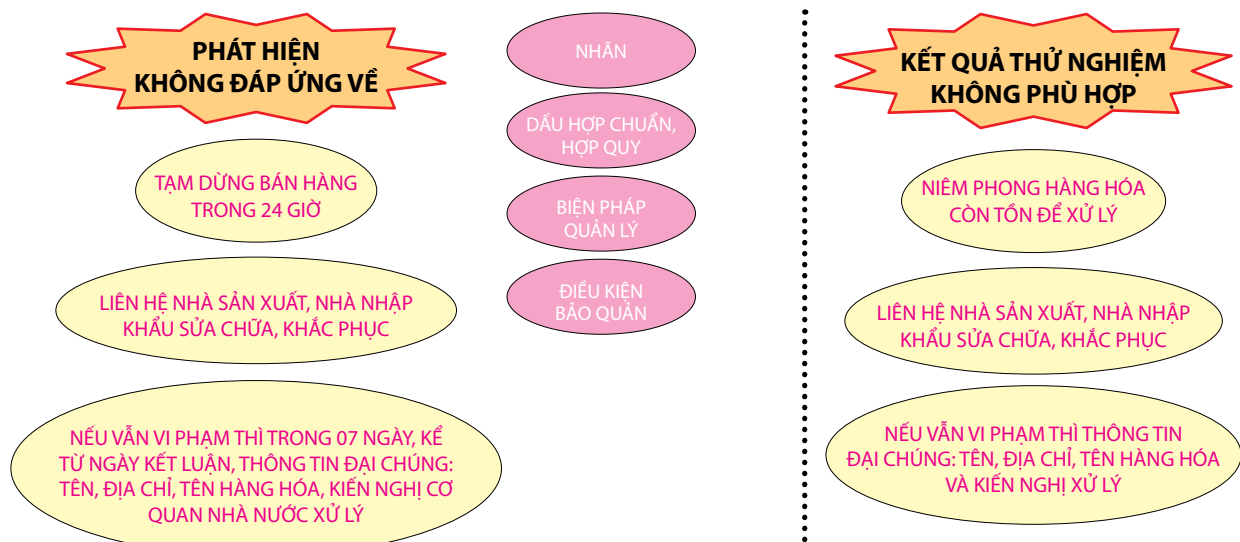 PHÁT HIỆN
KHÔNG ĐÁP ỨNG VỀ
TẠM DỪNG BÁN HÀNG
TRONG 24 GIỜ
LIÊN HỆ NHÀ SẢN XUẤT, NHÀ NHẬP
KHẨU SỬA CHỮA, KHẮC PHỤC
NẾU VẪN VI PHẠM THÌ TRONG 07 NGÀY, KỂ
TỪ NGÀY KẾT LUẬN, THÔNG TIN ĐẠI CHÚNG:
TÊN, ĐỊA CHỈ, TÊN HÀNG HÓA, KIẾN NGHỊ CƠ
QUAN NHÀ NƯỚC XỬ LÝ
NHÃN
DẤU HỢP CHUẨN,
HỢP QUY
BIỆN PHÁP
QUẢN LÝ
ĐIỀU KIỆN
BẢO QUẢN
KẾT QUẢ THỬ NGHIỆM
KHÔNG PHÙ HỢP
NIÊM PHONG HÀNG HÓA
CÒN TỒN ĐỂ XỬ LÝ
LIÊN HỆ NHÀ SẢN XUẤT, NHÀ NHẬP
KHẨU SỬA CHỮA, KHẮC PHỤC
NẾU VẪN VI PHẠM THÌ THÔNG TIN
ĐẠI CHÚNG: TÊN, ĐỊA CHỈ, TÊN HÀNG HÓA
VÀ KIẾN NGHỊ XỬ LÝ